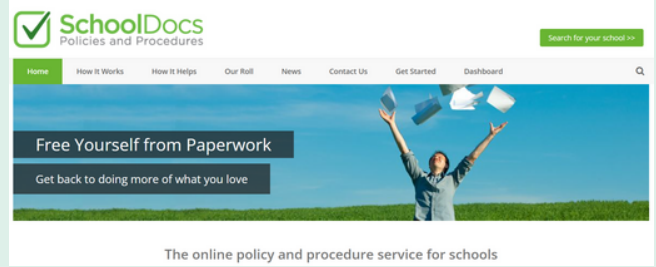 SchoolDocs
Policies and Procedures
Search for your school >>
Home How It Works How It Helps Our Roll News Contact Us Get Started Dashboard
Free Yourself from Paperwork
Get back to doing more of what you love
The online policy and procedure service for schools